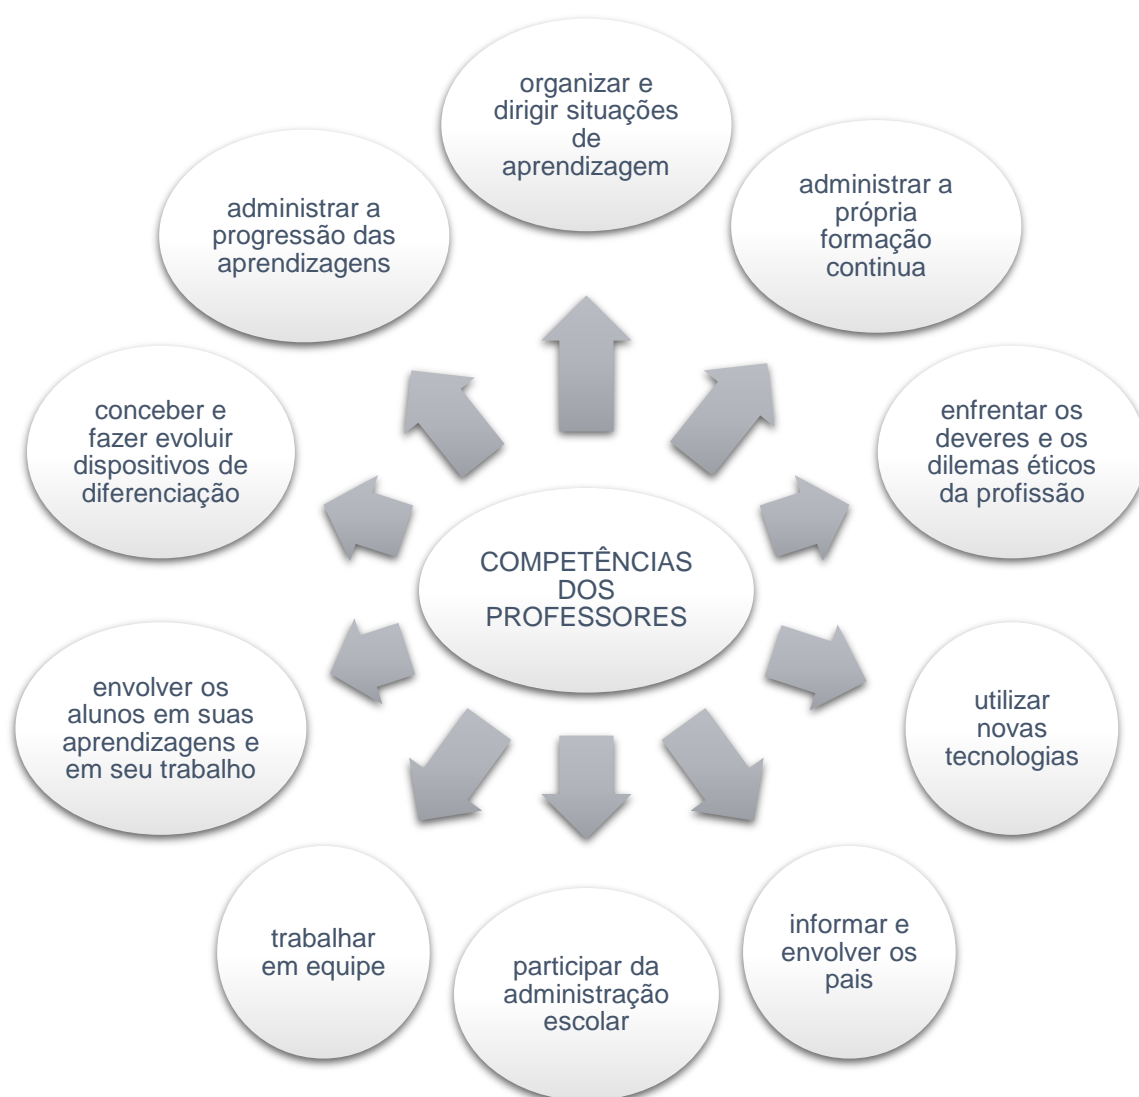 organizar e
dirigir situações
de
aprendizagem
administrar a
própria
formação
continua
enfrentar os
deveres e os
dilemas éticos
da profissão
utilizar
novas
tecnologias
informar e
envolver os
pais
participar da
administração
escolar
trabalhar
em equipe
envolver os
alunos em suas
aprendizagens e
em seu trabalho
conceber e
fazer evoluir
dispositivos de
diferenciação
administrar a
progressão das
aprendizagens
COMPETÊNCIAS
DOS
PROFESSORES